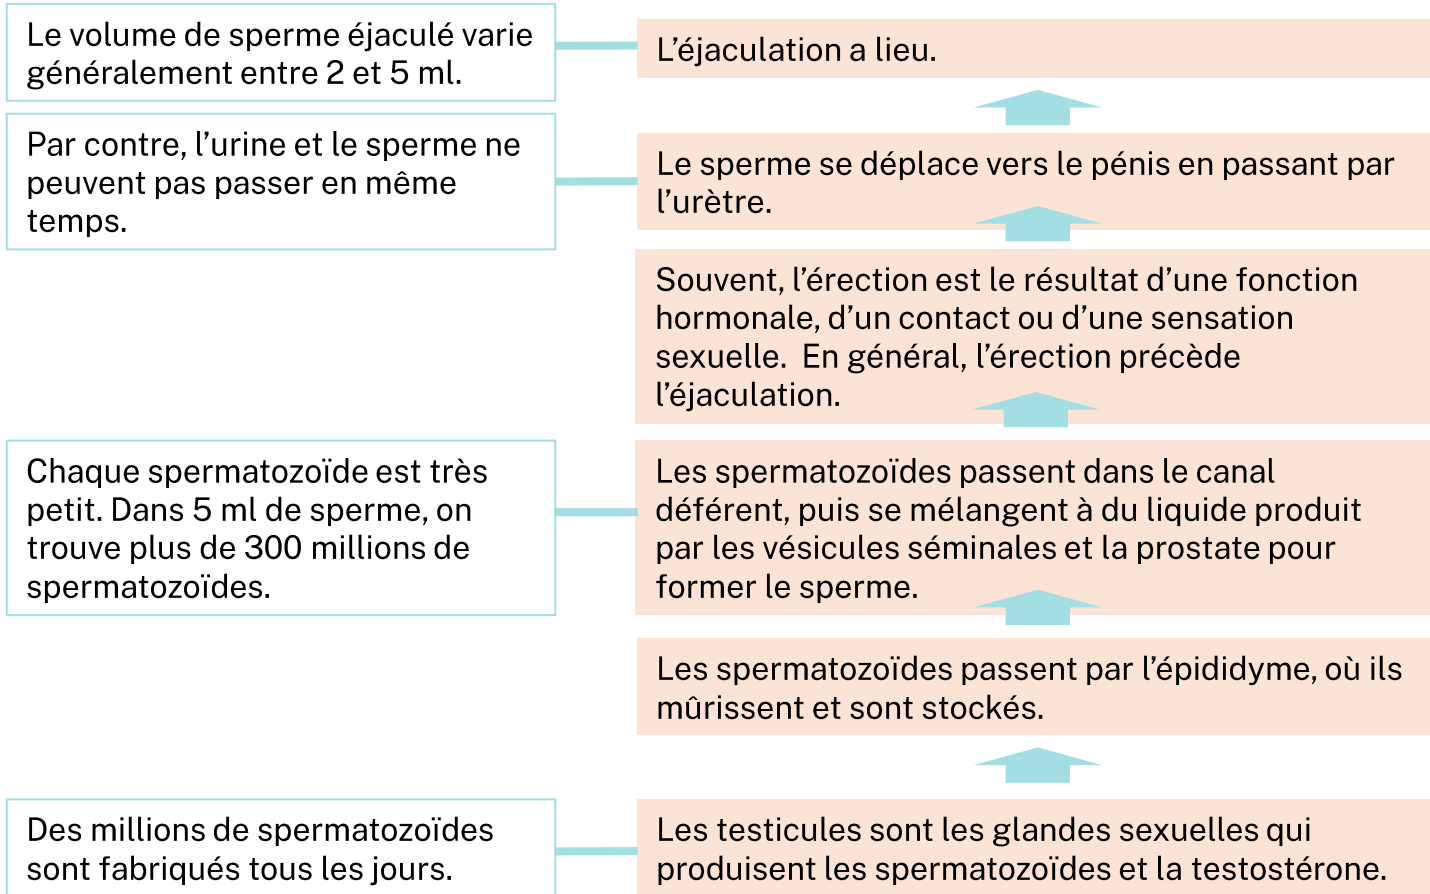 Le volume de sperme éjaculé varie
généralement entre 2 et 5 ml.
L’éjaculation a lieu.
Par contre, l’urine et le sperme ne
peuvent pas passer en même
temps.
Le sperme se déplace vers le pénis en passant par
l’urètre.
Souvent, l’érection est le résultat d’une fonction
hormonale, d’un contact ou d’une sensation
sexuelle.  En général, l’érection précède
l’éjaculation.
Chaque spermatozoïde est très
petit. Dans 5 ml de sperme, on
trouve plus de 300 millions de
spermatozoïdes.
Les spermatozoïdes passent dans le canal
déférent, puis se mélangent à du liquide produit
par les vésicules séminales et la prostate pour
former le sperme.
Les spermatozoïdes passent par l’épididyme, où ils
mûrissent et sont stockés.
Des millions de spermatozoïdes
sont fabriqués tous les jours.
Les testicules sont les glandes sexuelles qui
produisent les spermatozoïdes et la testostérone.